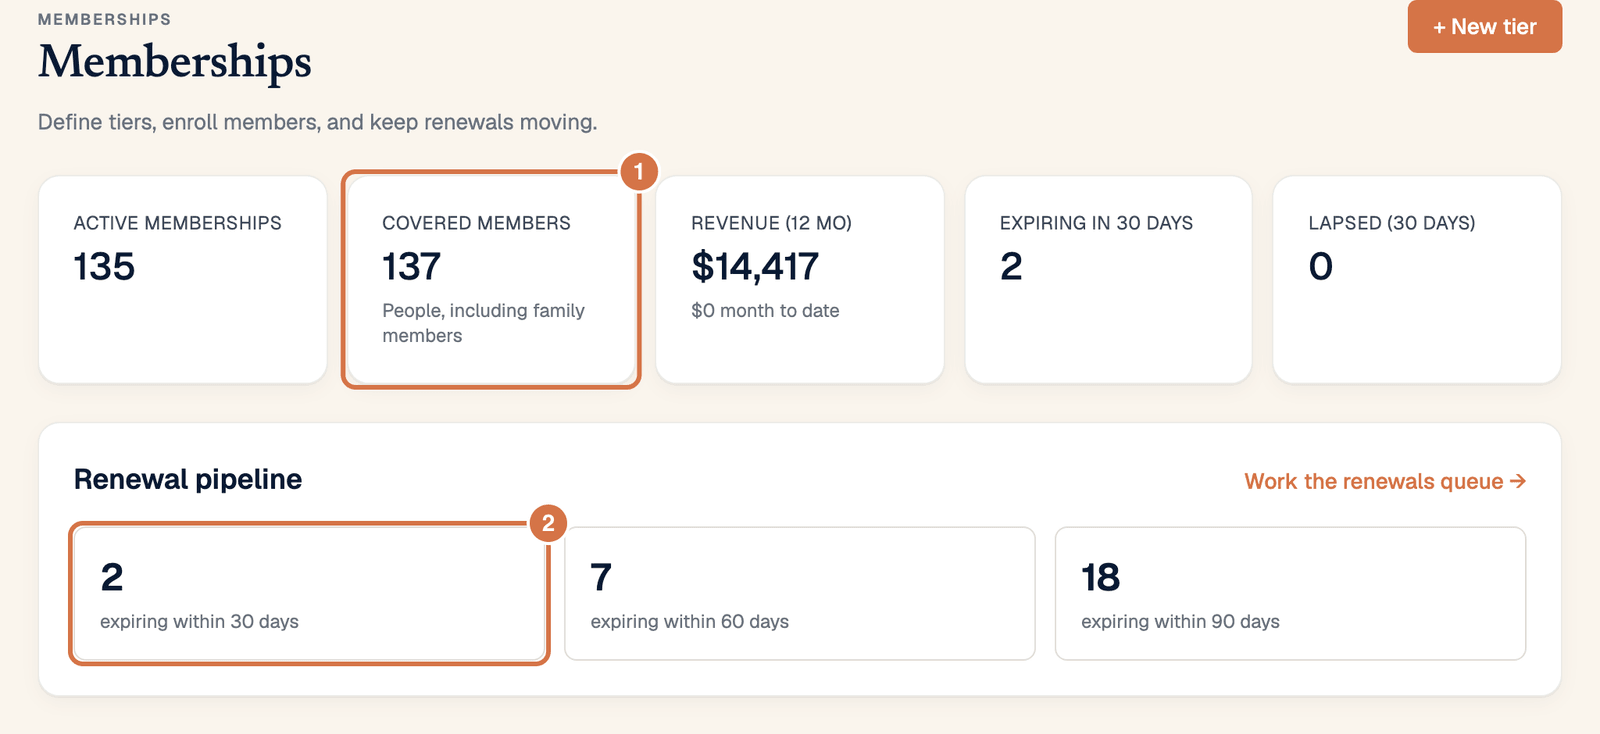 MEMBERSHIPS
Memberships
+ New tier
Define tiers, enroll members, and keep renewals moving.
1
ACTIVE MEMBERSHIPS
135
COVERED MEMBERS
137
People, including family
members
REVENUE (12 MO)
$14,417
$0 month to date
EXPIRING IN 30 DAYS
2
LAPSED (30 DAYS)
0
Renewal pipeline
Work the renewals queue →
2
2
expiring within 30 days
7
expiring within 60 days
18
expiring within 90 days